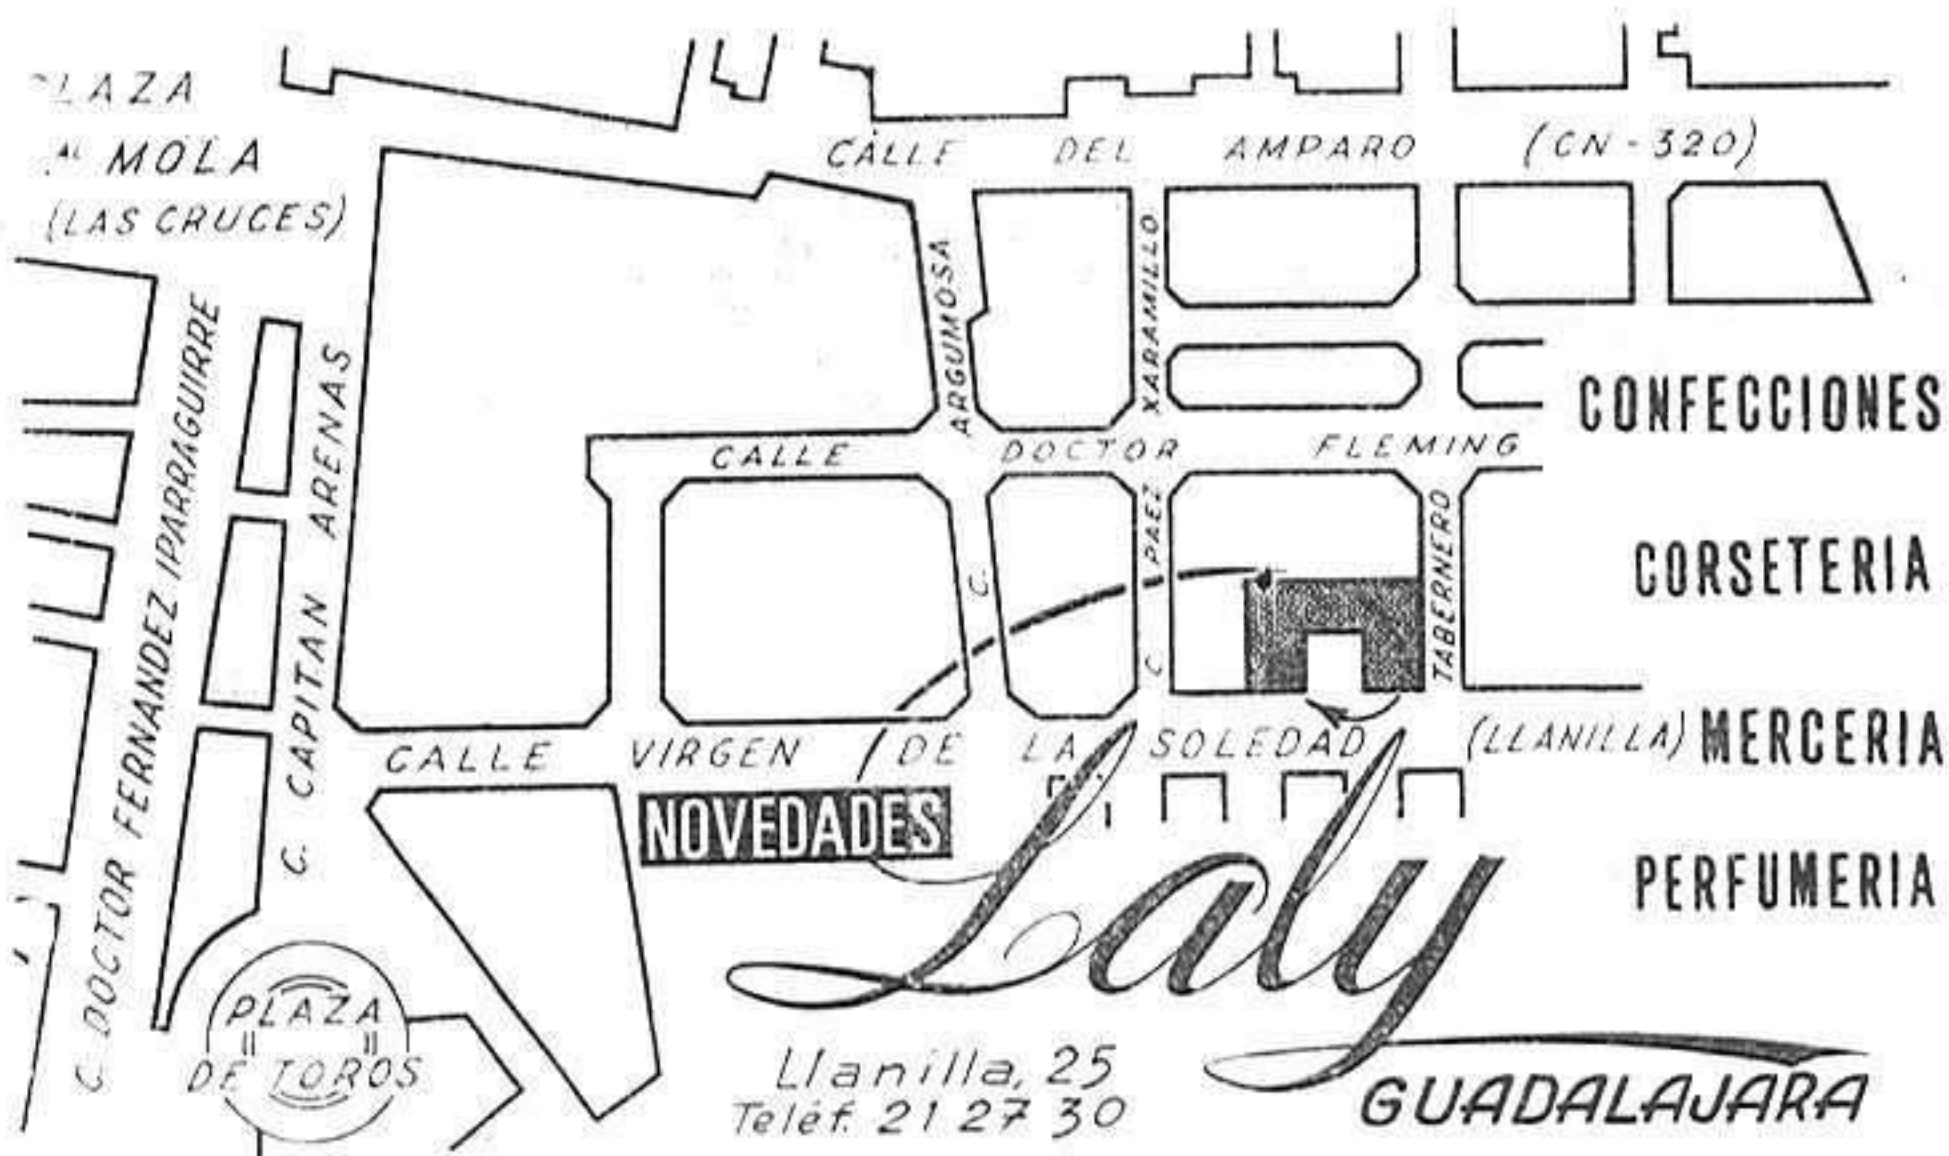 PLAZA
AL MOLA
(LAS CRUCES)
CALLE DEL AMPARO (CN-320)
C. DOCTOR FERNANDEZ IPARRAGUIRRE
C. CAPITAN ARENAS
C. ARGUMOSA
C. PAEZ XARAMILLO
TABERNERO
CALLE DOCTOR FLEMING
CALLE VIRGEN DE LA SOLEDAD (LLANILLA)
PLAZA
DE TOROS
CONFECCIONES
CORSETERIA
MERCERIA
PERFUMERIA
NOVEDADES
Laly
Llanilla, 25
Teléf. 21 27 30
GUADALAJARA